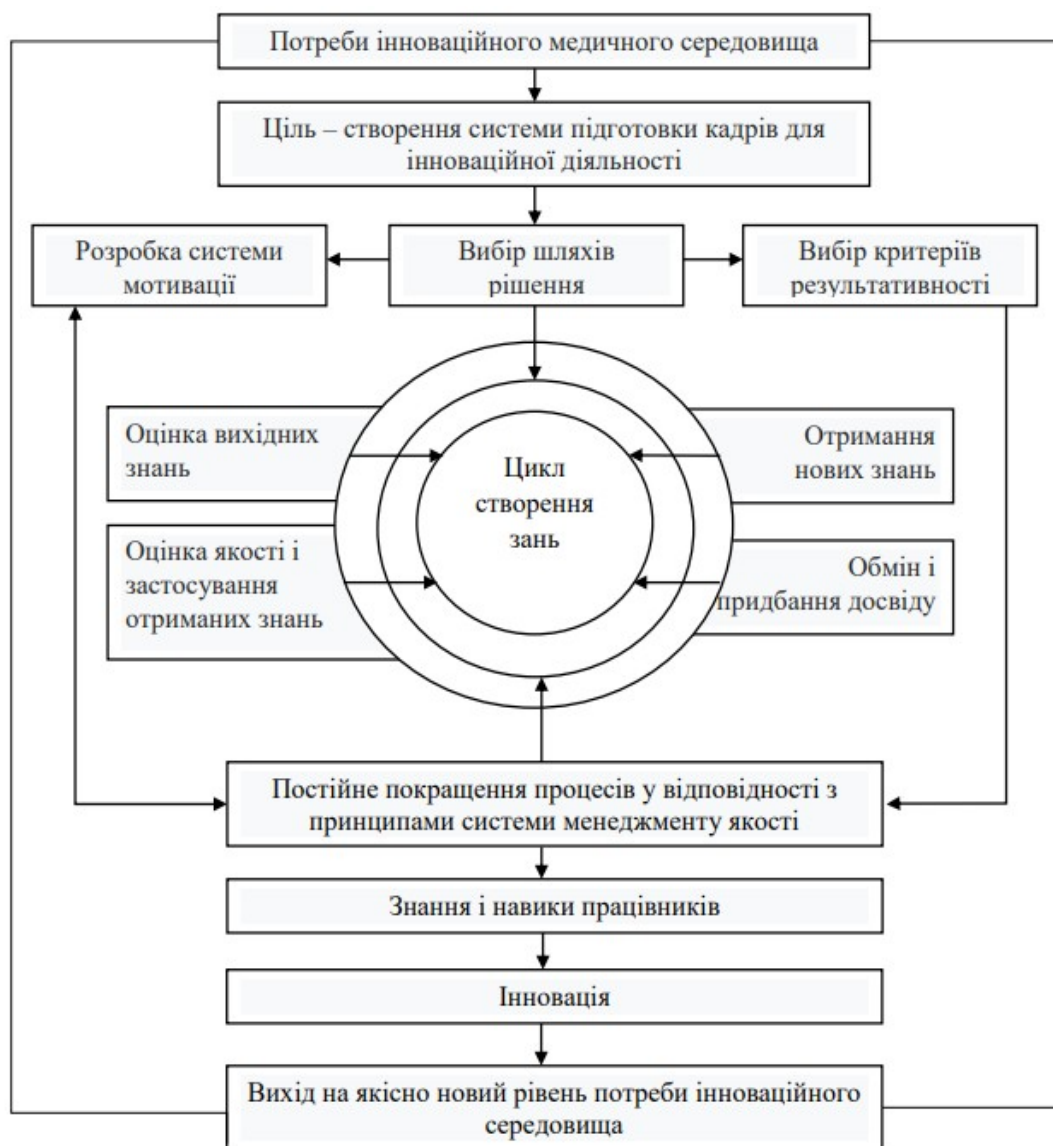 Потреби інноваційного медичного середовища
Ціль – створення системи підготовки кадрів для
інноваційної діяльності
Розробка системи
мотивації
Вибір шляхів
рішення
Вибір критеріїв
результативності
Оцінка вихідних
знань
Отримання
нових знань
Цикл
створення
зань
Оцінка якості і
застосування
отриманих знань
Обмін і
придбання досвіду
Постійне покращення процесів у відповідності з
принципами системи менеджменту якості
Знання і навики працівників
Інновація
Вихід на якісно новий рівень потреби інноваційного
середовища